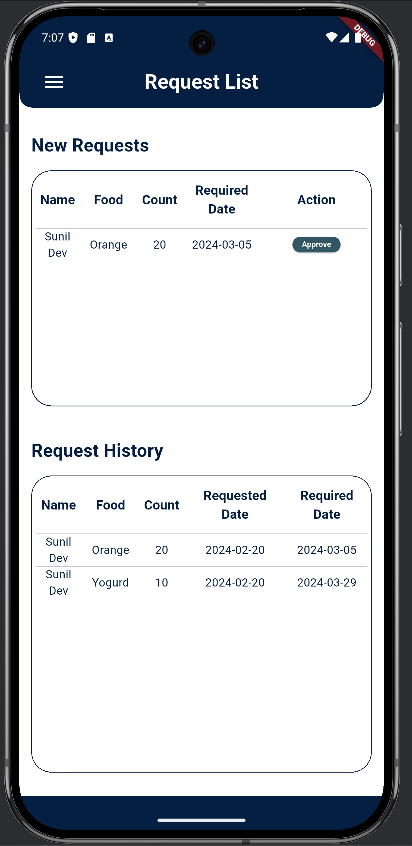 7:07
DEBUG
Request List
New Requests
Name Food Count Required Date Action
Sunil Dev Orange 20 2024-03-05 Approve
Request History
Name Food Count Requested Date Required Date
Sunil Dev Orange 20 2024-02-20 2024-03-05
Sunil Dev Yogurd 10 2024-02-20 2024-03-29